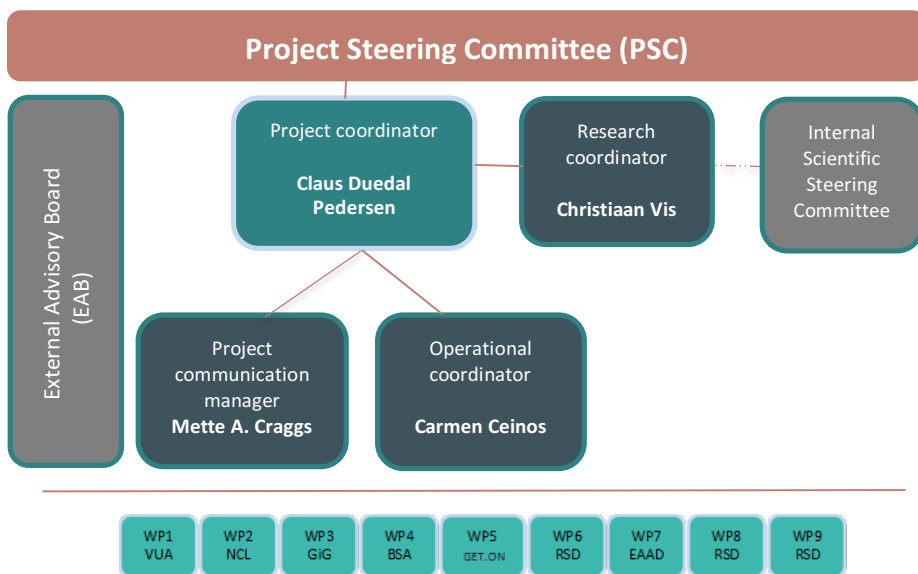 Project Steering Committee (PSC)
External Advisory Board
(EAB)
Project coordinator
Claus Duedal
Pedersen
Research
coordinator
Christiaan Vis
Internal
Scientific
Steering
Committee
Project
communication
manager
Mette A. Craggs
Operational
coordinator
Carmen Ceinos
WP1
VUA
WP2
NCL
WP3
GiG
WP4
BSA
WP5
GET.ON
WP6
RSD
WP7
EAAD
WP8
RSD
WP9
RSD